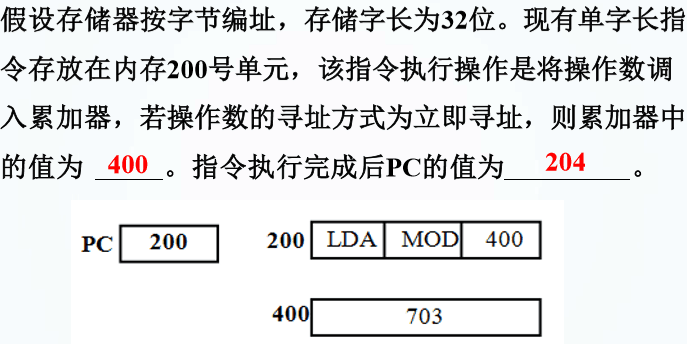 假设存储器按字节编址，存储字长为32位。现有单字长指
令存放在内存200号单元，该指令执行操作是将操作数调
入累加器，若操作数的寻址方式为立即寻址，则累加器中
的值为 400 。指令执行完成后PC的值为 204 。
PC 200 200 LDA MOD 400
400 703